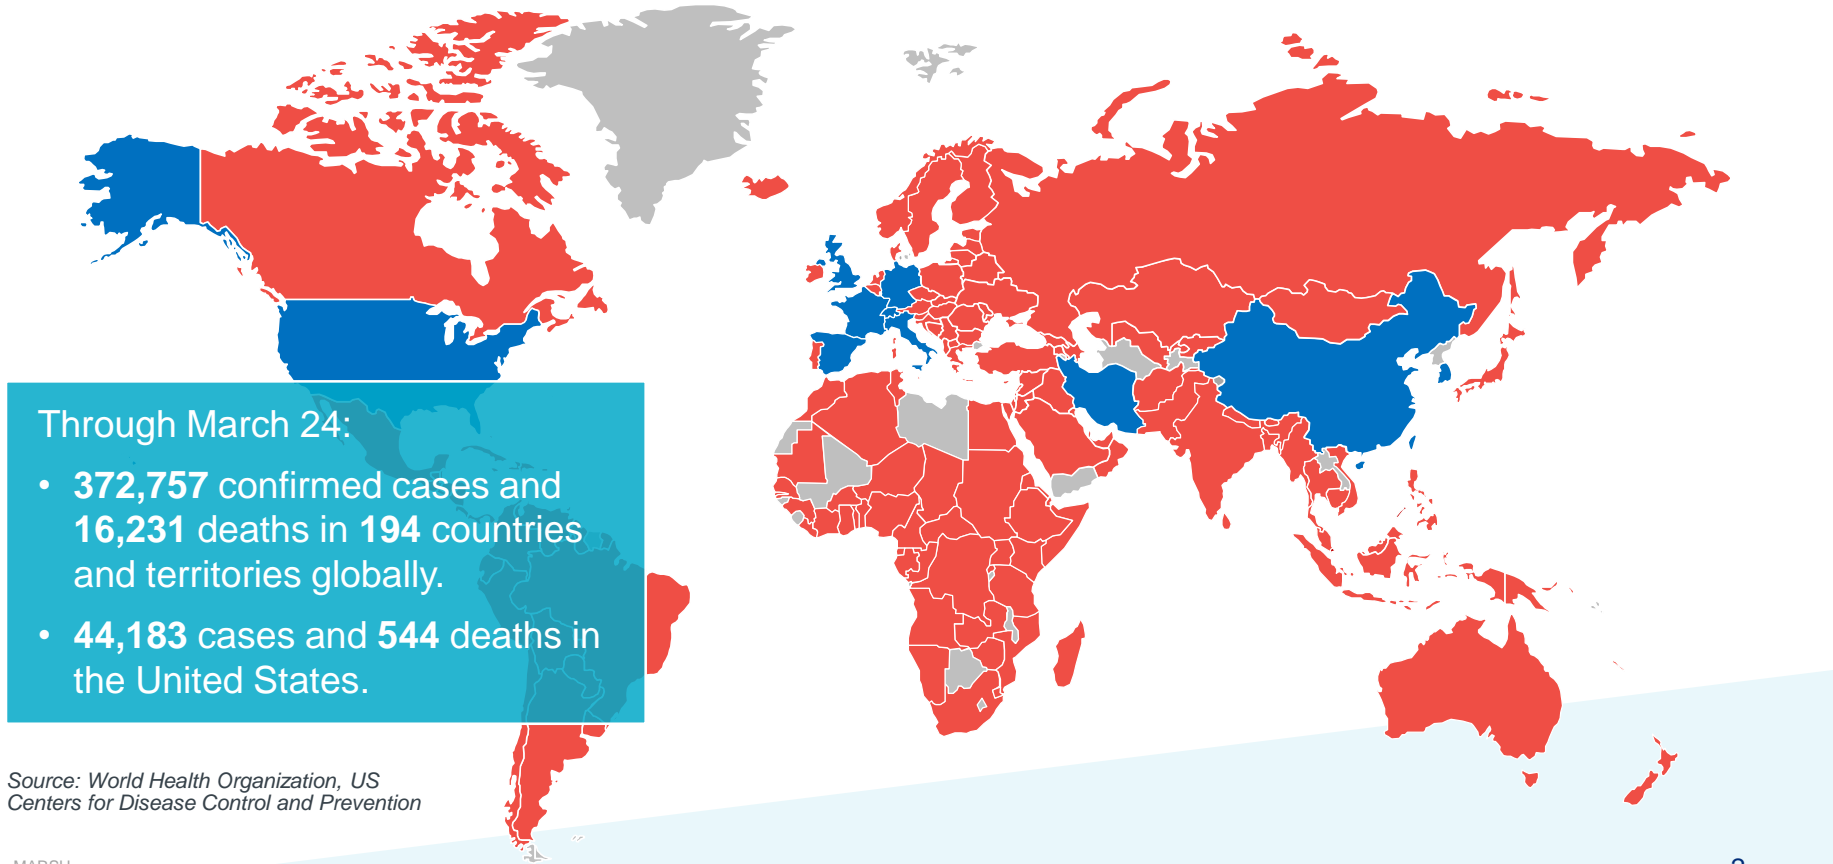 Through March 24:
• 372,757 confirmed cases and
16,231 deaths in 194 countries
and territories globally.
• 44,183 cases and 544 deaths in
the United States.
Source: World Health Organization, US
Centers for Disease Control and Prevention